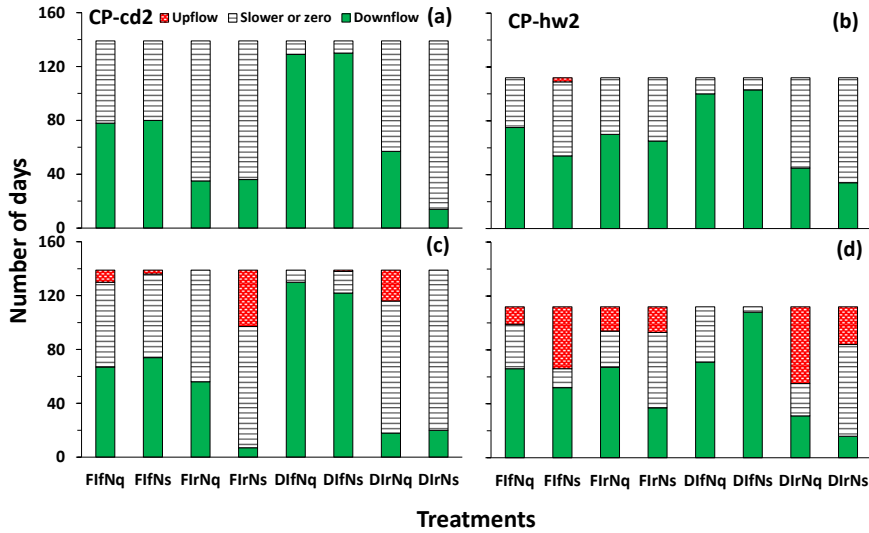 CP-cd2 Upflow Slower or zero Downflow (a)
CP-hw2 (b)
160
120
80
40
0
(c)
(d)
160
120
80
40
0
Number of days
FIfNq FIfNs FIrNq FIrNs DIfNq DIfNs DIrNq DIrNs
FIfNq FIfNs FIrNq FIrNs DIfNq DIfNs DIrNq DIrNs
Treatments